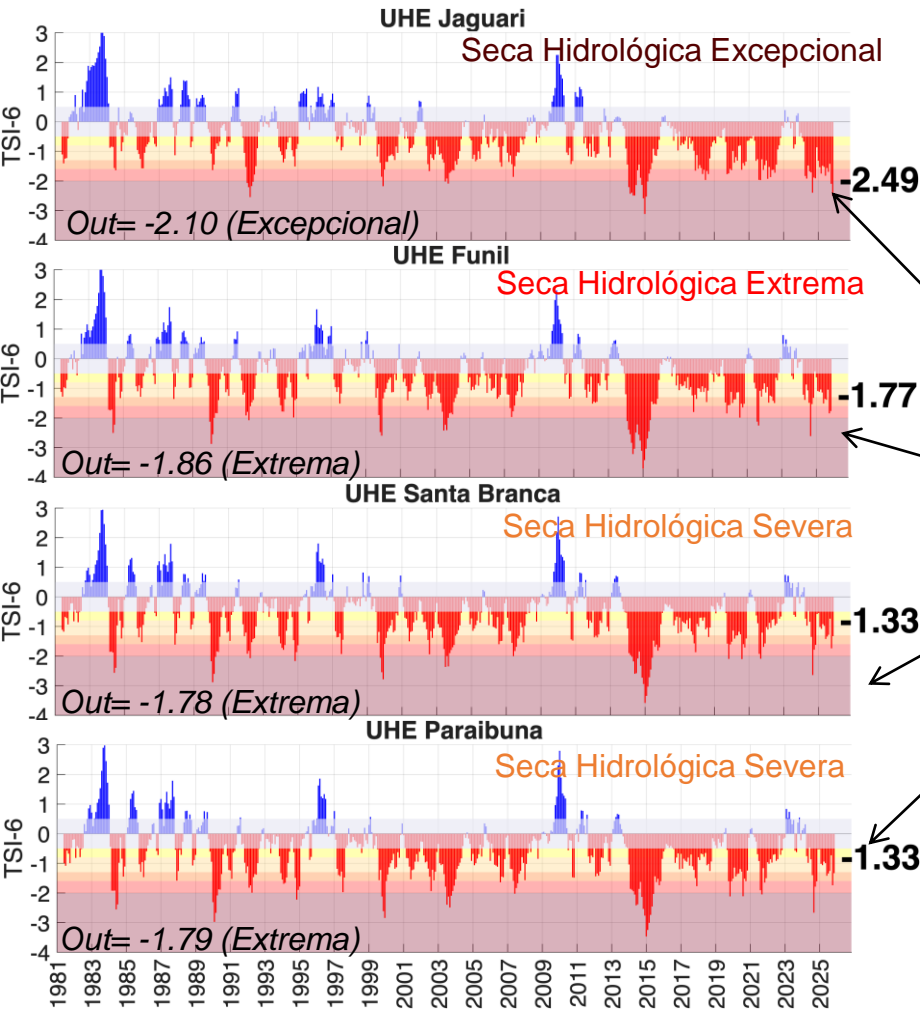 UHE Jaguari
Seca Hidrológica Excepcional
TSI-6
3
2
1
0
-1
-2
-3
-4
-2.49
Out= -2.10 (Excepcional)
UHE Funil
Seca Hidrológica Extrema
TSI-6
3
2
1
0
-1
-2
-3
-4
-1.77
Out= -1.86 (Extrema)
UHE Santa Branca
Seca Hidrológica Severa
TSI-6
3
2
1
0
-1
-2
-3
-4
-1.33
Out= -1.78 (Extrema)
UHE Paraibuna
Seca Hidrológica Severa
TSI-6
3
2
1
0
-1
-2
-3
-4
-1.33
Out= -1.79 (Extrema)
1981 1983 1985 1987 1989 1991 1993 1995 1997 1999 2001 2003 2005 2007 2009 2011 2013 2015 2017 2019 2021 2023 2025